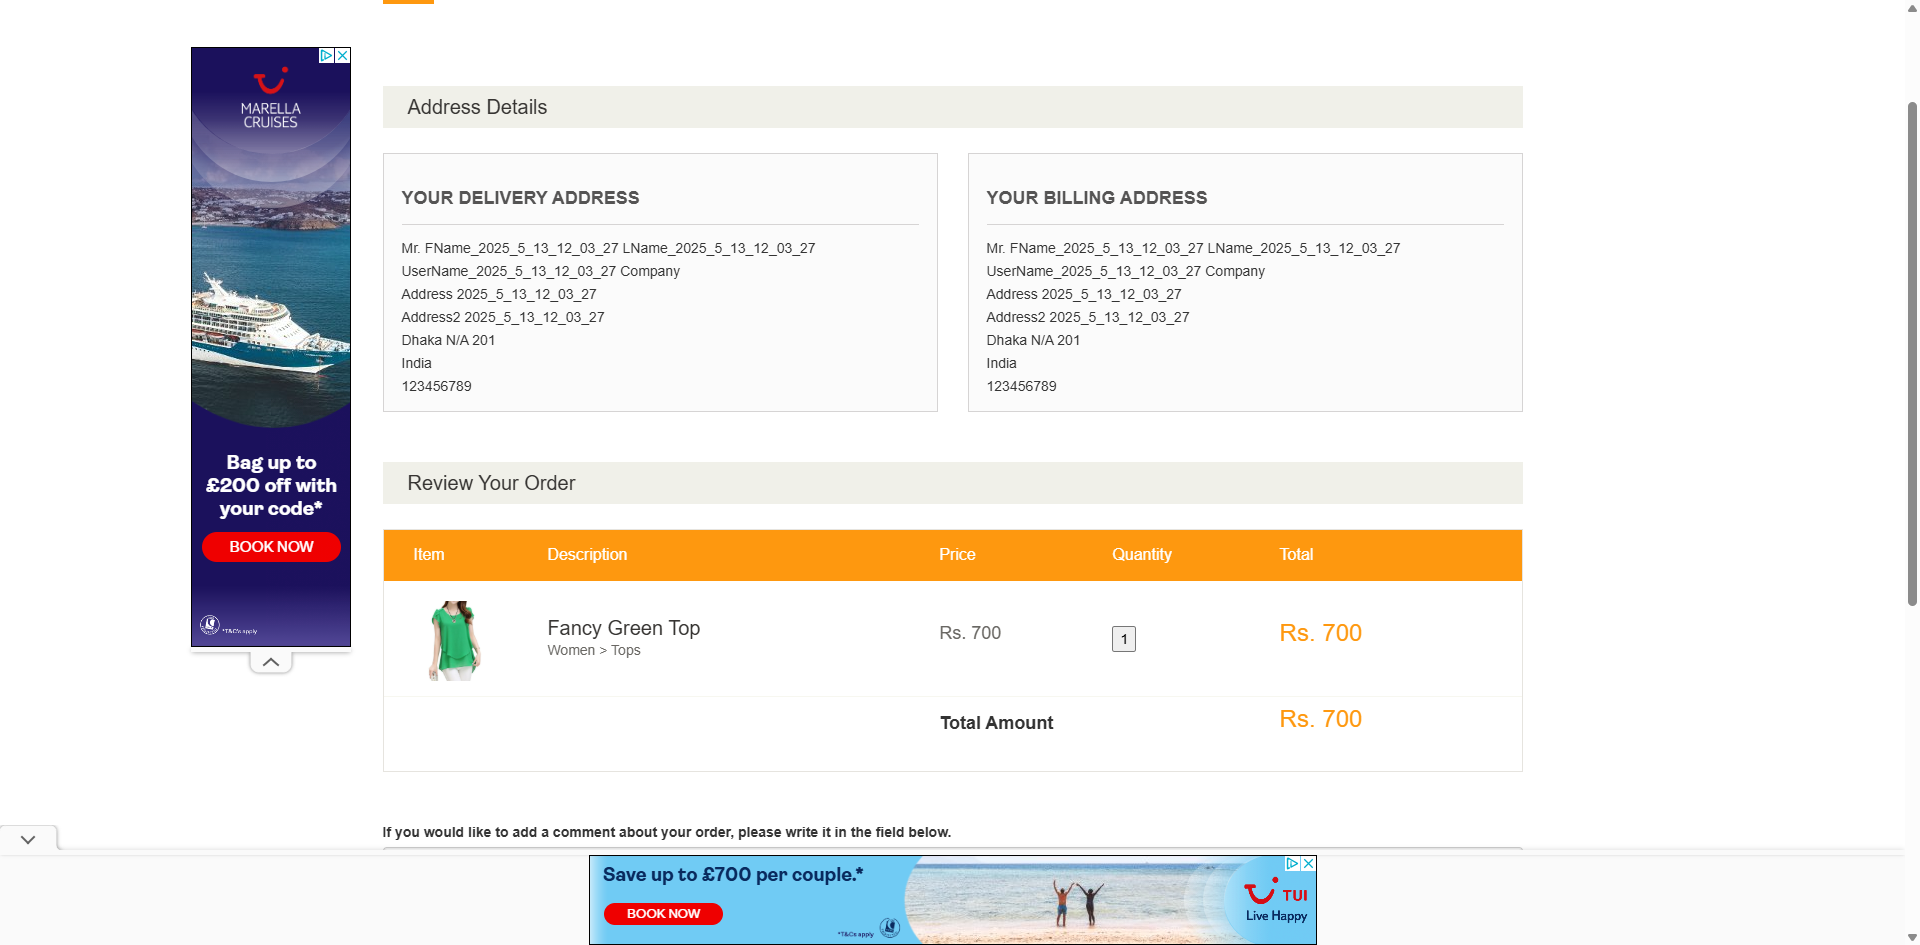 MARELLA
CRUISES
Bag up to
£200 off with
your code*
BOOK NOW
*T&Cs apply
Address Details
YOUR DELIVERY ADDRESS
Mr. FName_2025_5_13_12_03_27 LName_2025_5_13_12_03_27
UserName_2025_5_13_12_03_27 Company
Address 2025_5_13_12_03_27
Address2 2025_5_13_12_03_27
Dhaka N/A 201
India
123456789
YOUR BILLING ADDRESS
Mr. FName_2025_5_13_12_03_27 LName_2025_5_13_12_03_27
UserName_2025_5_13_12_03_27 Company
Address 2025_5_13_12_03_27
Address2 2025_5_13_12_03_27
Dhaka N/A 201
India
123456789
Review Your Order
Item Description Price Quantity Total
Fancy Green Top
Women > Tops
Rs. 700 1 Rs. 700
Total Amount Rs. 700
If you would like to add a comment about your order, please write it in the field below.
Save up to £700 per couple.*
BOOK NOW
*T&Cs apply
TUI
Live Happy